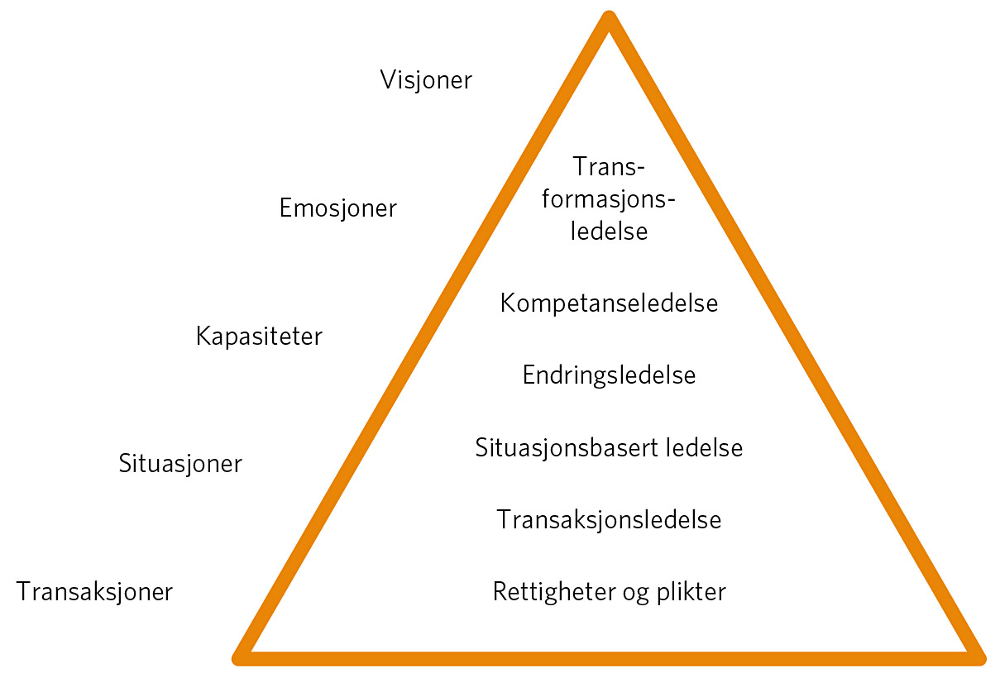 Visjoner
Trans-
formasjons-
ledelse
Emosjoner
Kompetanseledelse
Kapasiteter
Endringsledelse
Situasjonsbasert ledelse
Situasjoner
Transaksjonsledelse
Transaksjoner
Rettigheter og plikter